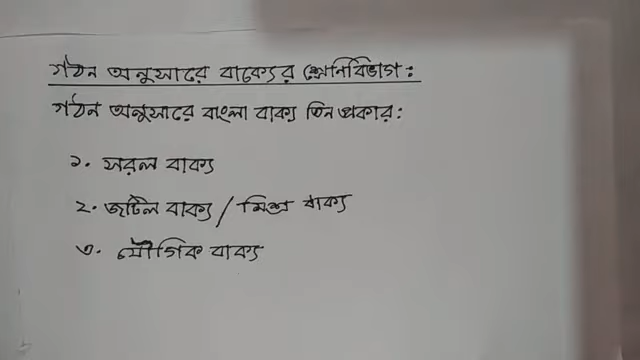 গঠন অনুসারে বাক্যের শ্রেনিবিভাগ:
গঠন অনুসারে বাংলা বাক্য তিন প্রকার:
১. সরল বাক্য
২. জটিল বাক্য / মিশ্র বাক্য
৩. যৌগিক বাক্য